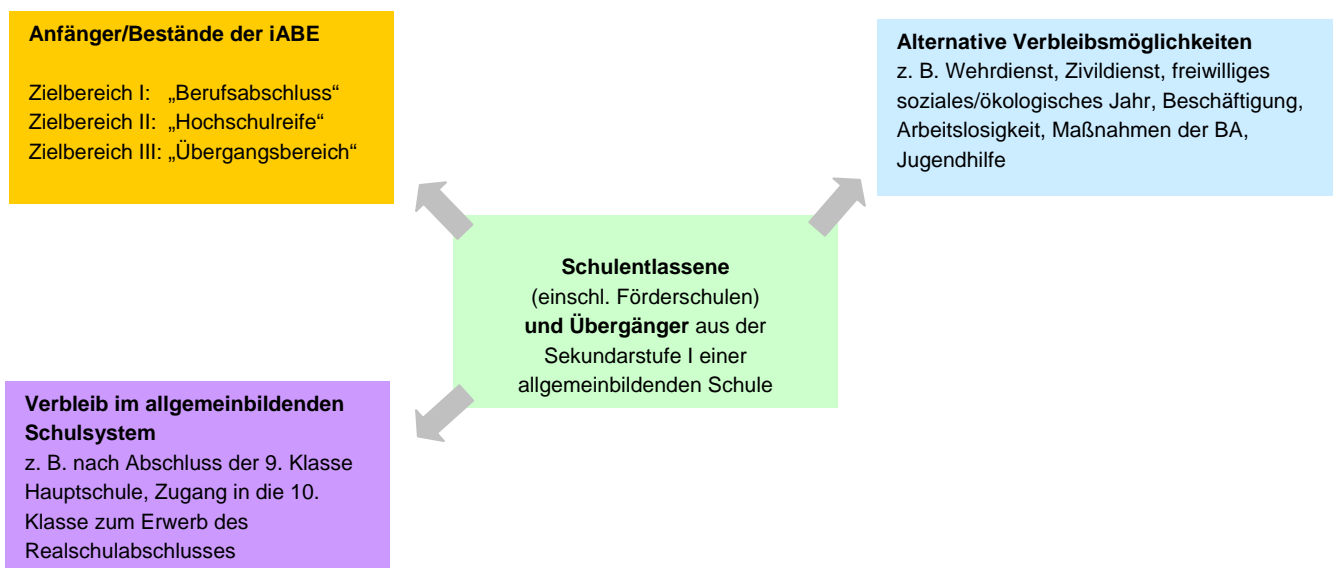 Anfänger/Bestände der iABE
Zielbereich I: „Berufsabschluss“
Zielbereich II: „Hochschulreife“
Zielbereich III: „Übergangsbereich“
Alternative Verbleibsmöglichkeiten
z. B. Wehrdienst, Zivildienst, freiwilliges
soziales/ökologisches Jahr, Beschäftigung,
Arbeitslosigkeit, Maßnahmen der BA,
Jugendhilfe
Schulentlassene
(einschl. Förderschulen)
und Übergänger aus der
Sekundarstufe I einer
allgemeinbildenden Schule
Verbleib im allgemeinbildenden
Schulsystem
z. B. nach Abschluss der 9. Klasse
Hauptschule, Zugang in die 10.
Klasse zum Erwerb des
Realschulabschlusses